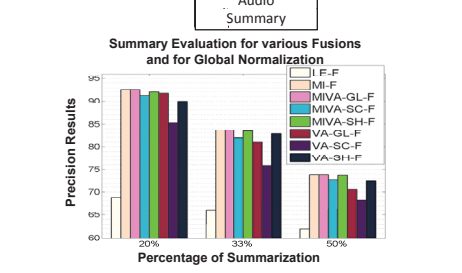 Audio
Summary
Summary Evaluation for various Fusions
and for Global Normalization
LE-F
MI-F
MIVA-GL-F
MIVA-SC-F
MIVA-SH-F
VA-GL-F
VA-SC-F
VA-SH-F
Precision Results
95
90
85
80
75
70
65
60
20%
33%
50%
Percentage of Summarization